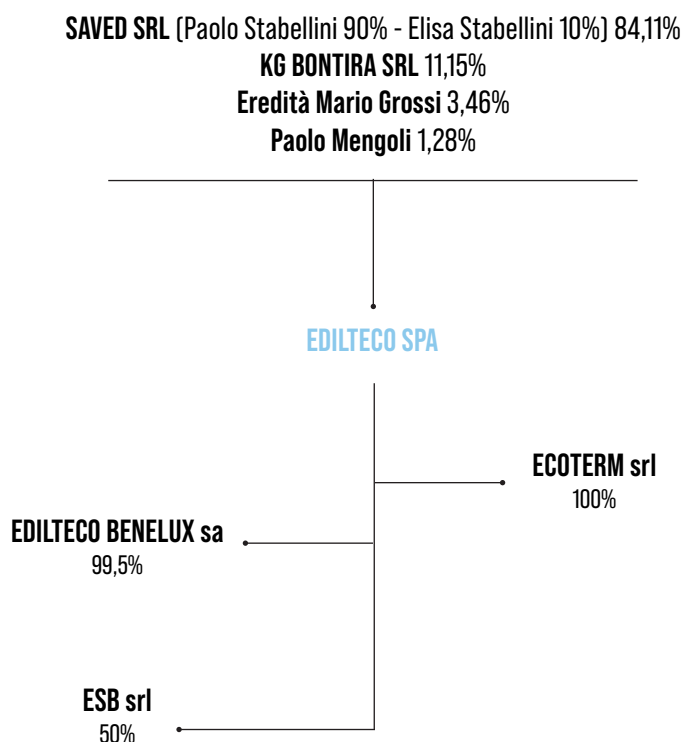 SAVED SRL (Paolo Stabellini 90% - Elisa Stabellini 10%) 84,11%
KG BONTIRA SRL 11,15%
Eredità Mario Grossi 3,46%
Paolo Mengoli 1,28%
EDILTECO SPA
ECOTERM srl
100%
EDILTECO BENELUX sa
99,5%
ESB srl
50%